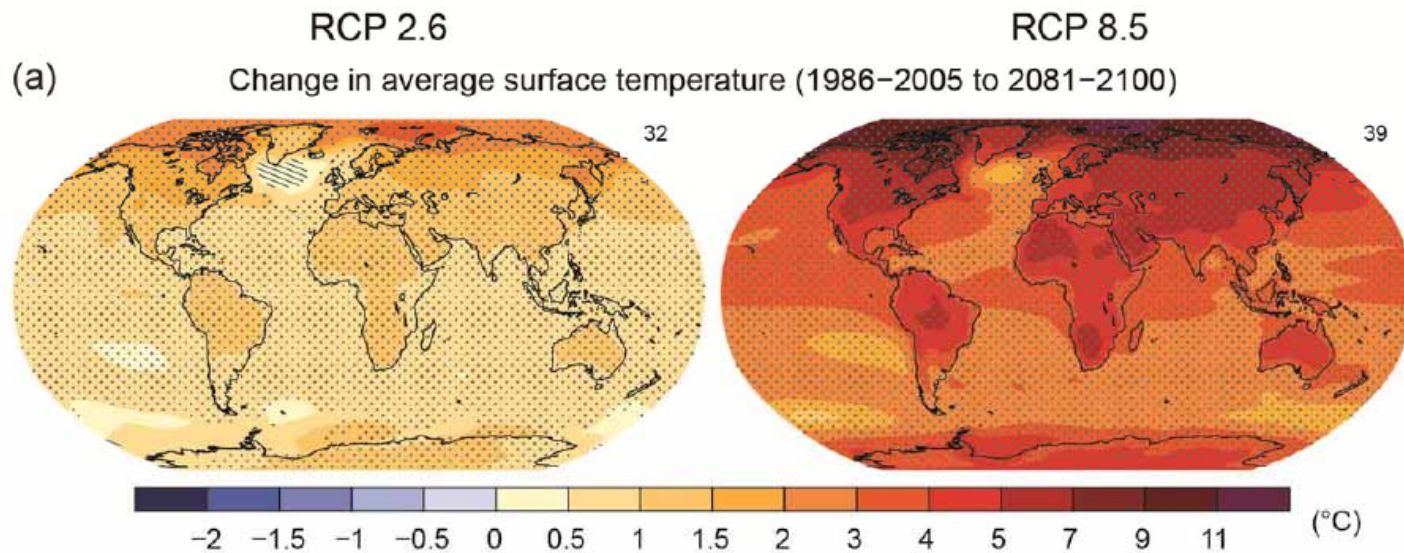 RCP 2.6 RCP 8.5
(a) Change in average surface temperature (1986−2005 to 2081−2100)
32 39
−2 −1.5 −1 −0.5 0 0.5 1 1.5 2 3 4 5 7 9 11 (°C)